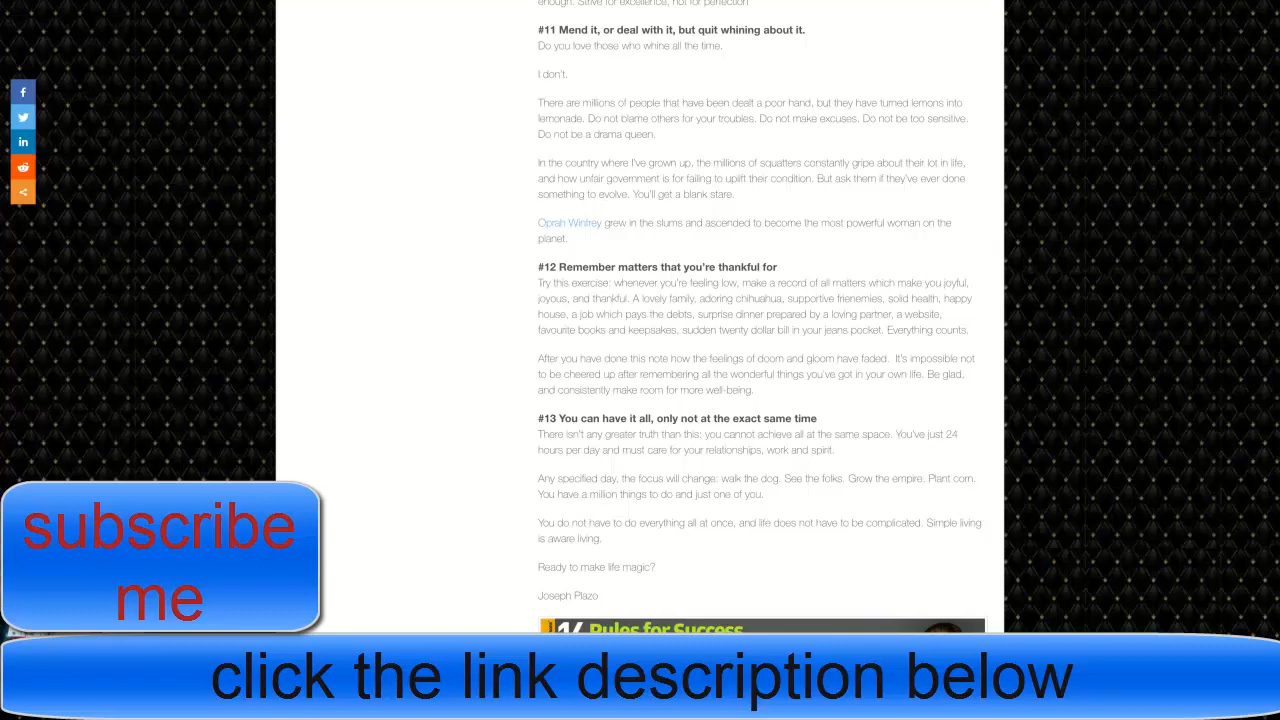 enough. Strive for excellence, not for perfection
#11 Mend it, or deal with it, but quit whining about it.
Do you love those who whine all the time.
I don't.
There are millions of people that have been dealt a poor hand, but they have turned lemons into
lemonade. Do not blame others for your troubles. Do not make excuses. Do not be too sensitive.
Do not be a drama queen.
In the country where I've grown up, the millions of squatters constantly gripe about their lot in life,
and how unfair government is for failing to uplift their condition. But ask them if they've ever done
something to evolve. You'll get a blank stare.
Oprah Winfrey grew in the slums and ascended to become the most powerful woman on the
planet.
#12 Remember matters that you're thankful for
Try this exercise: whenever you're feeling low, make a record of all matters which make you joyful,
joyous, and thankful. A lovely family, adoring chihuahua, supportive frienemies, solid health, happy
house, a job which pays the debts, surprise dinner prepared by a loving partner, a website,
favourite books and keepsakes, sudden twenty dollar bill in your jeans pocket. Everything counts.
After you have done this note how the feelings of doom and gloom have faded. It's impossible not
to be cheered up after remembering all the wonderful things you've got in your own life. Be glad,
and consistently make room for more well-being.
#13 You can have it all, only not at the exact same time
There isn't any greater truth than this: you cannot achieve all at the same space. You've just 24
hours per day and must care for your relationships, work and spirit.
Any specified day, the focus will change: walk the dog. See the folks. Grow the empire. Plant corn.
You have a million things to do and just one of you.
You do not have to do everything all at once, and life does not have to be complicated. Simple living
is aware living.
Ready to make life magic?
Joseph Plazo
14 Rules for Success
subscribe
me
click the link description below